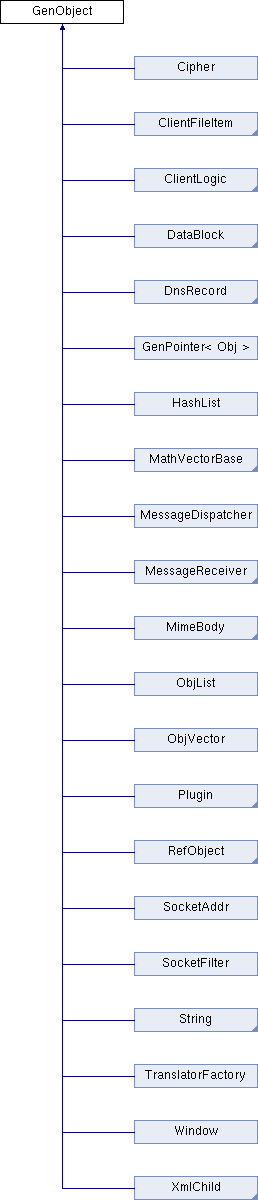 GenObject
Cipher
ClientFileItem
ClientLogic
DataBlock
DnsRecord
GenPointer< Obj >
HashList
MathVectorBase
MessageDispatcher
MessageReceiver
MimeBody
ObjList
ObjVector
Plugin
RefObject
SocketAddr
SocketFilter
String
TranslatorFactory
Window
XmlChild